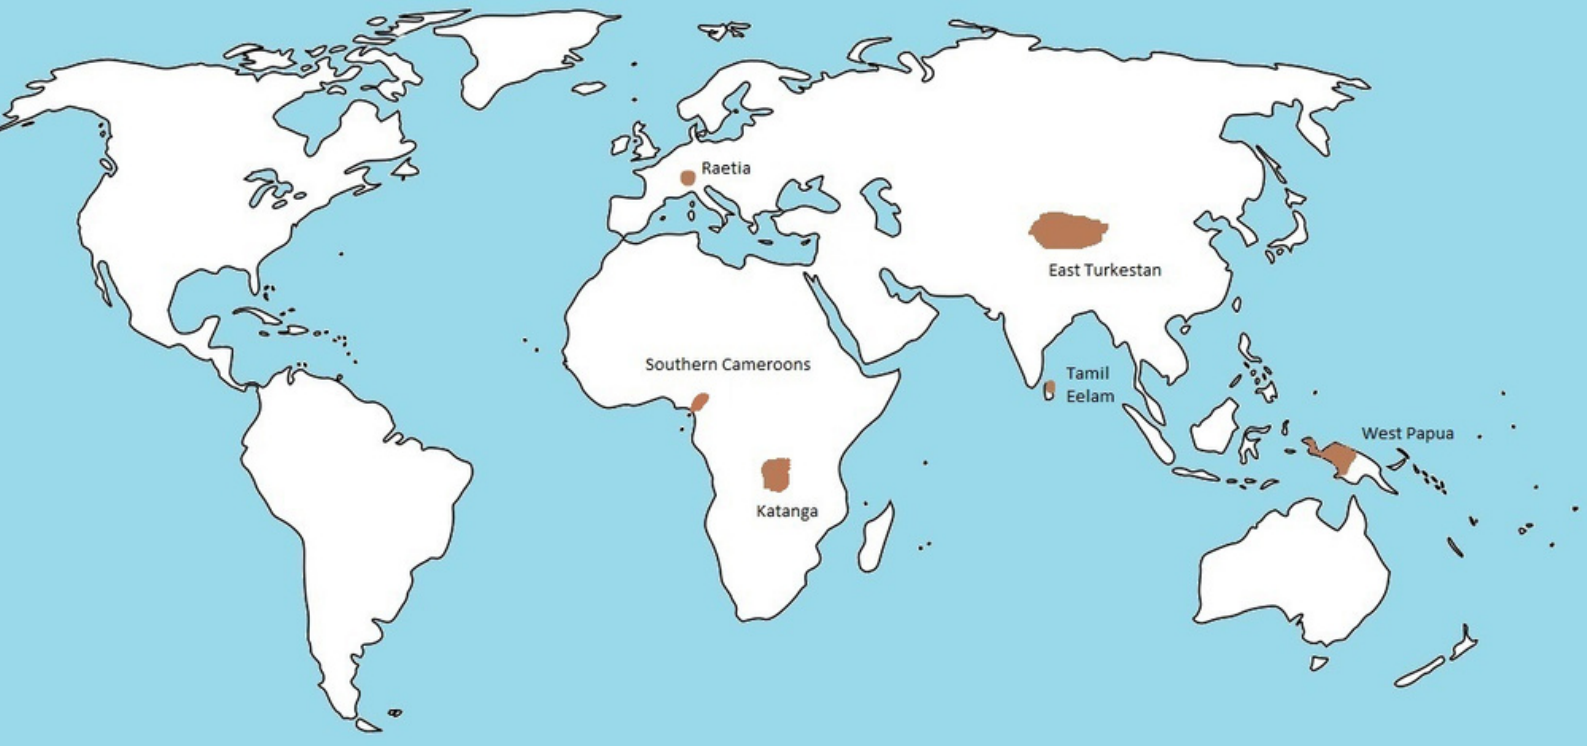 Raetia
East Turkestan
Southern Cameroons
Tamil
Eelam
West Papua
Katanga